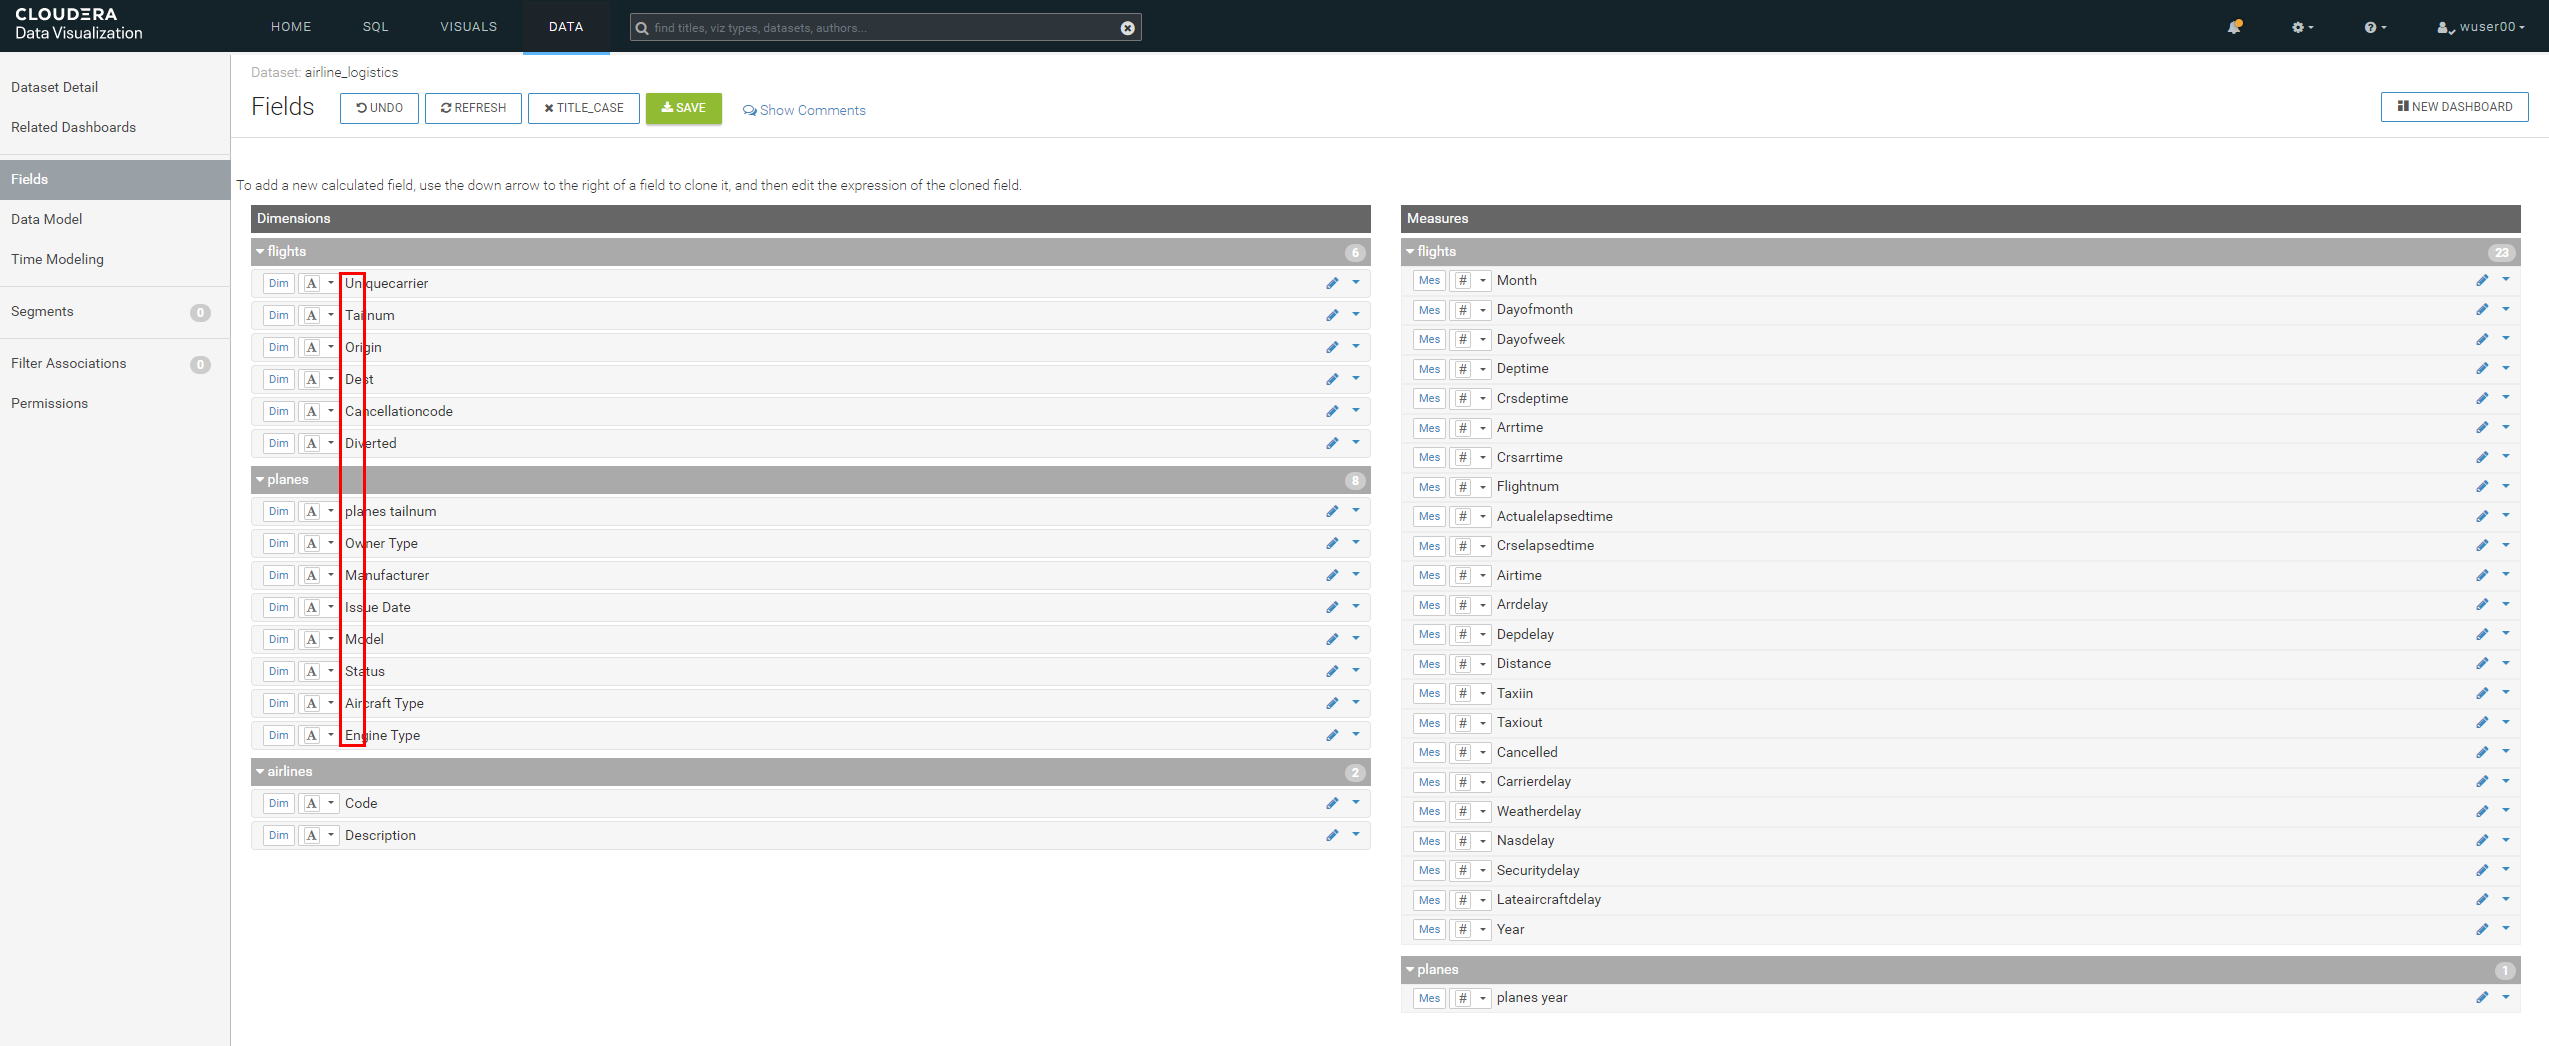 CLOUDERA
Data Visualization
HOME SQL VISUALS DATA find titles, viz types, datasets, authors... wuser00
Dataset Detail
Related Dashboards
Fields
Data Model
Time Modeling
Segments 0
Filter Associations 0
Permissions
Dataset: airline_logistics
Fields UNDO REFRESH TITLE_CASE SAVE Show Comments NEW DASHBOARD
To add a new calculated field, use the down arrow to the right of a field to clone it, and then edit the expression of the cloned field.
Dimensions
flights 6
Dim A Uniquecarrier
Dim A Tailnum
Dim A Origin
Dim A Dest
Dim A Cancellationcode
Dim A Diverted
planes 8
Dim A planes tailnum
Dim A Owner Type
Dim A Manufacturer
Dim A Issue Date
Dim A Model
Dim A Status
Dim A Aircraft Type
Dim A Engine Type
airlines 2
Dim A Code
Dim A Description
Measures
flights 23
Mes # Month
Mes # Dayofmonth
Mes # Dayofweek
Mes # Deptime
Mes # Crsdeptime
Mes # Arrtime
Mes # Crsarrtime
Mes # Flightnum
Mes # Actualelapsedtime
Mes # Crselapsedtime
Mes # Airtime
Mes # Arrdelay
Mes # Depdelay
Mes # Distance
Mes # Taxiin
Mes # Taxiout
Mes # Cancelled
Mes # Carrierdelay
Mes # Weatherdelay
Mes # Nasdelay
Mes # Securitydelay
Mes # Lateaircraftdelay
Mes # Year
planes 1
Mes # planes year